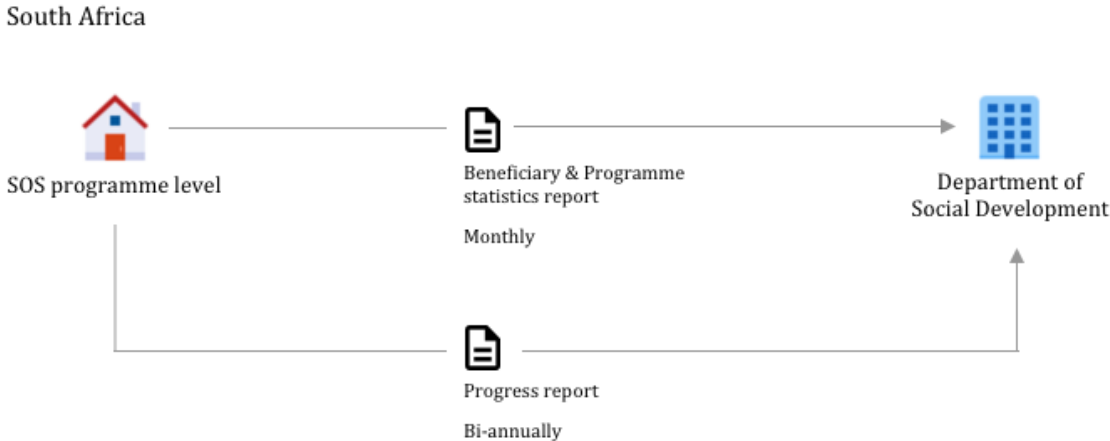 South Africa
SOS programme level
Beneficiary & Programme
statistics report
Monthly
Department of
Social Development
Progress report
Bi-annually